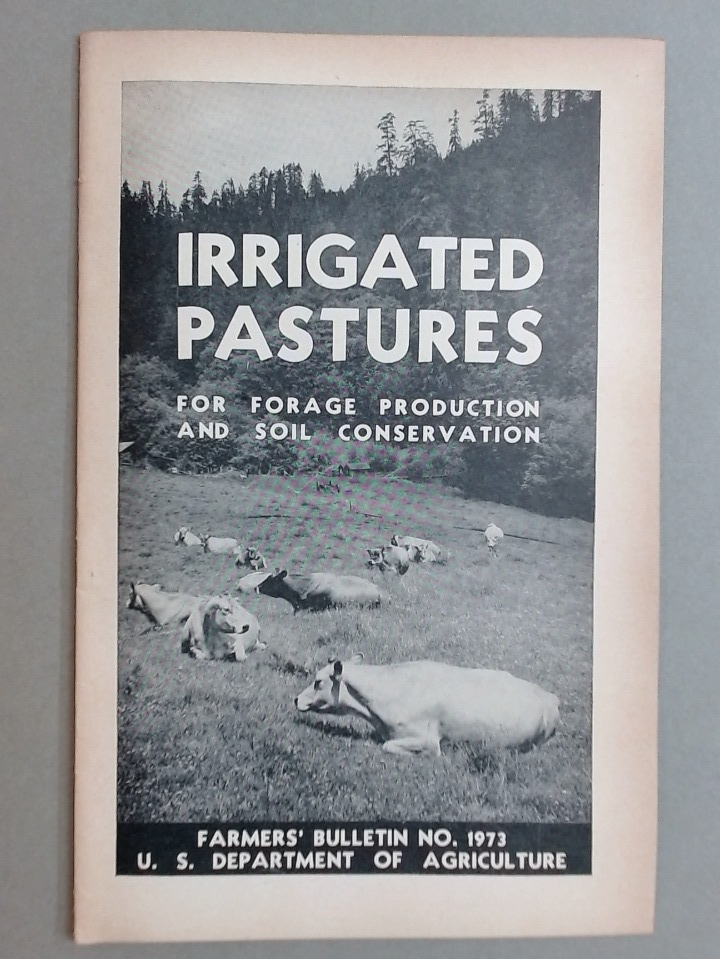 IRRIGATED
PASTURES
FOR FORAGE PRODUCTION
AND SOIL CONSERVATION
FARMERS' BULLETIN NO. 1973
U. S. DEPARTMENT OF AGRICULTURE